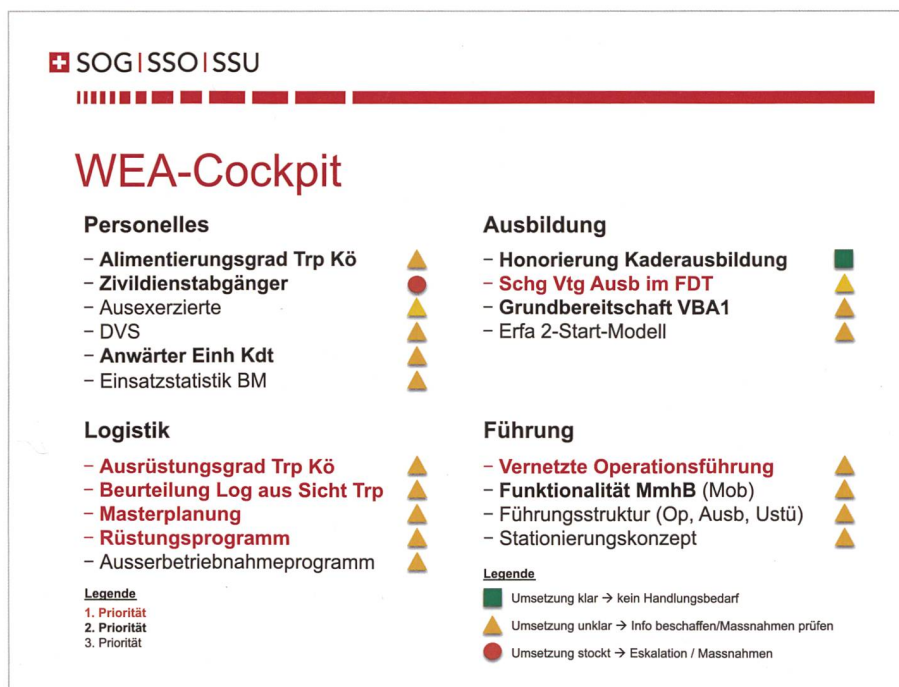 SOG|SSO|SSU
WEA-Cockpit
Personelles
– Alimentierungsgrad Trp Kö
– Zivildienstabgänger
– Ausexerzierte
– DVS
– Anwärter Einh Kdt
– Einsatzstatistik BM
Ausbildung
– Honorierung Kaderausbildung
– Schg Vtg Ausb im FDT
– Grundbereitschaft VBA1
– Erfa 2-Start-Modell
Logistik
– Ausrüstungsgrad Trp Kö
– Beurteilung Log aus Sicht Trp
– Masterplanung
– Rüstungsprogramm
– Ausserbetriebnahmeprogramm
Legende
1. Priorität
2. Priorität
3. Priorität
Führung
– Vernetzte Operationsführung
– Funktionalität MmhB (Mob)
– Führungsstruktur (Op, Ausb, Ustü)
– Stationierungskonzept
Legende
Umsetzung klar → kein Handlungsbedarf
Umsetzung unklar → Info beschaffen/Massnahmen prüfen
Umsetzung stockt → Eskalation / Massnahmen